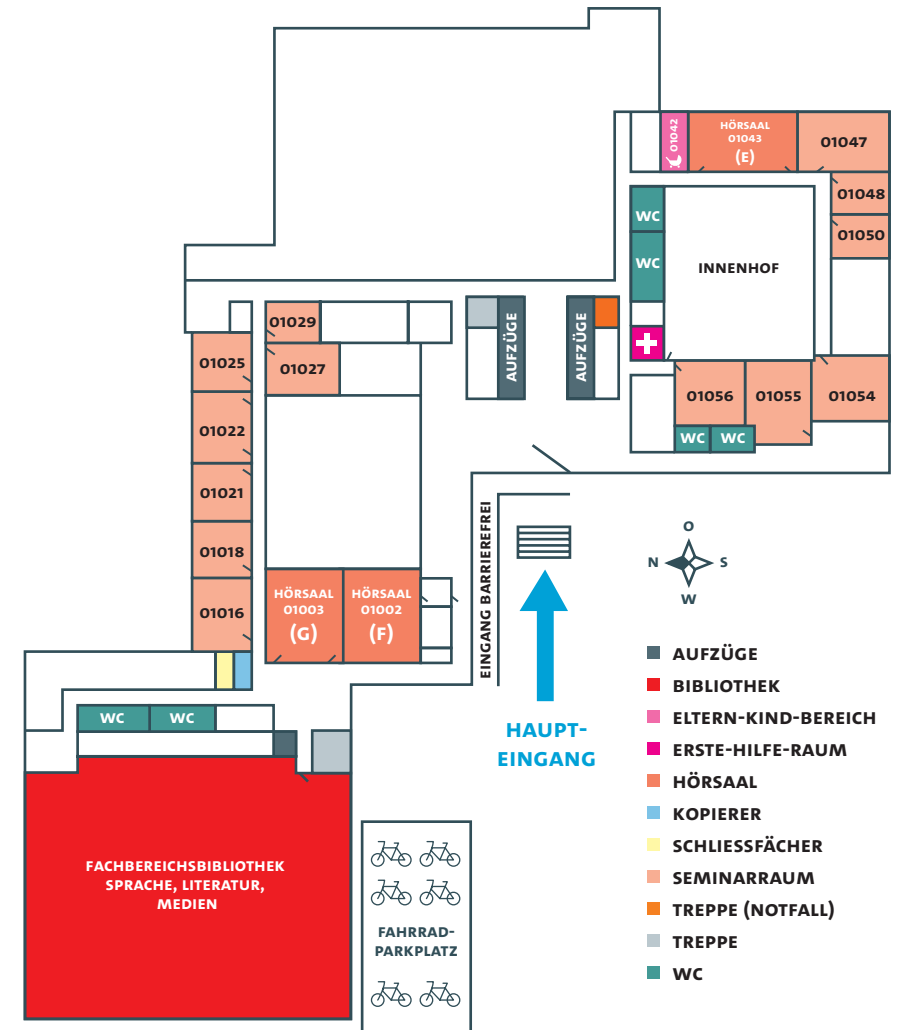 01042
HÖRSAAL
01043
(E)
01047
01048
01050
WC
WC
INNENHOF
01029
01027
01025
01022
01021
01018
01016
AUFZÜGE
AUFZÜGE
01056
01055
01054
WC
WC
HÖRSAAL
01003
(G)
HÖRSAAL
01002
(F)
EINGANG BARRIEREFREI
HAUPT-
EINGANG
O
N
S
W
WC
WC
FACHBEREICHSBIBLIOTHEK
SPRACHE, LITERATUR,
MEDIEN
FAHRRAD-
PARKPLATZ
AUFZÜGE
BIBLIOTHEK
ELTERN-KIND-BEREICH
ERSTE-HILFE-RAUM
HÖRSAAL
KOPIERER
SCHLIESSFÄCHER
SEMINARRAUM
TREPPE (NOTFALL)
TREPPE
WC